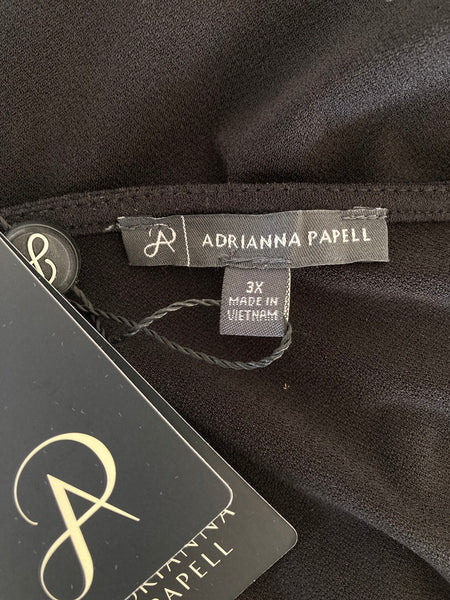 ADRIANNA PAPELL
3X
MADE IN
VIETNAM
ADRIANNA
PAPELL